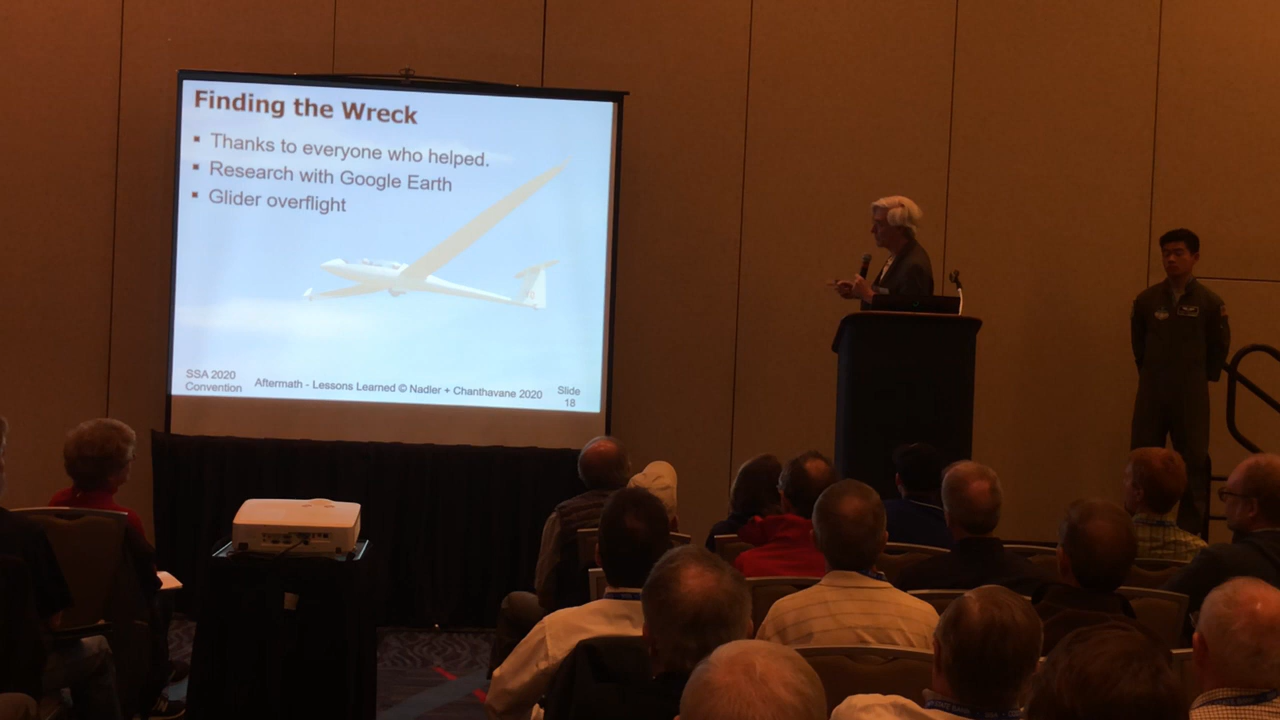 Finding the Wreck
▪ Thanks to everyone who helped.
▪ Research with Google Earth
▪ Glider overflight
SSA 2020
Convention
Aftermath - Lessons Learned © Nadler + Chanthavane 2020
Slide
18